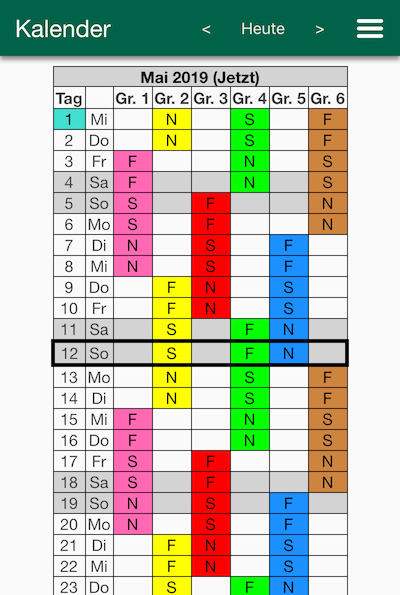 Kalender < Heute >
Mai 2019 (Jetzt)
Tag Gr. 1 Gr. 2 Gr. 3 Gr. 4 Gr. 5 Gr. 6
1 Mi N S F
2 Do N S F
3 Fr F N S
4 Sa F N S
5 So S F N
6 Mo S F N
7 Di N S F
8 Mi N S F
9 Do F N S
10 Fr F N S
11 Sa S F N
12 So S F N
13 Mo N S F
14 Di N S F
15 Mi F N S
16 Do F N S
17 Fr S F N
18 Sa S F N
19 So N S F
20 Mo N S F
21 Di F N S
22 Mi F N S
23 Do S F N